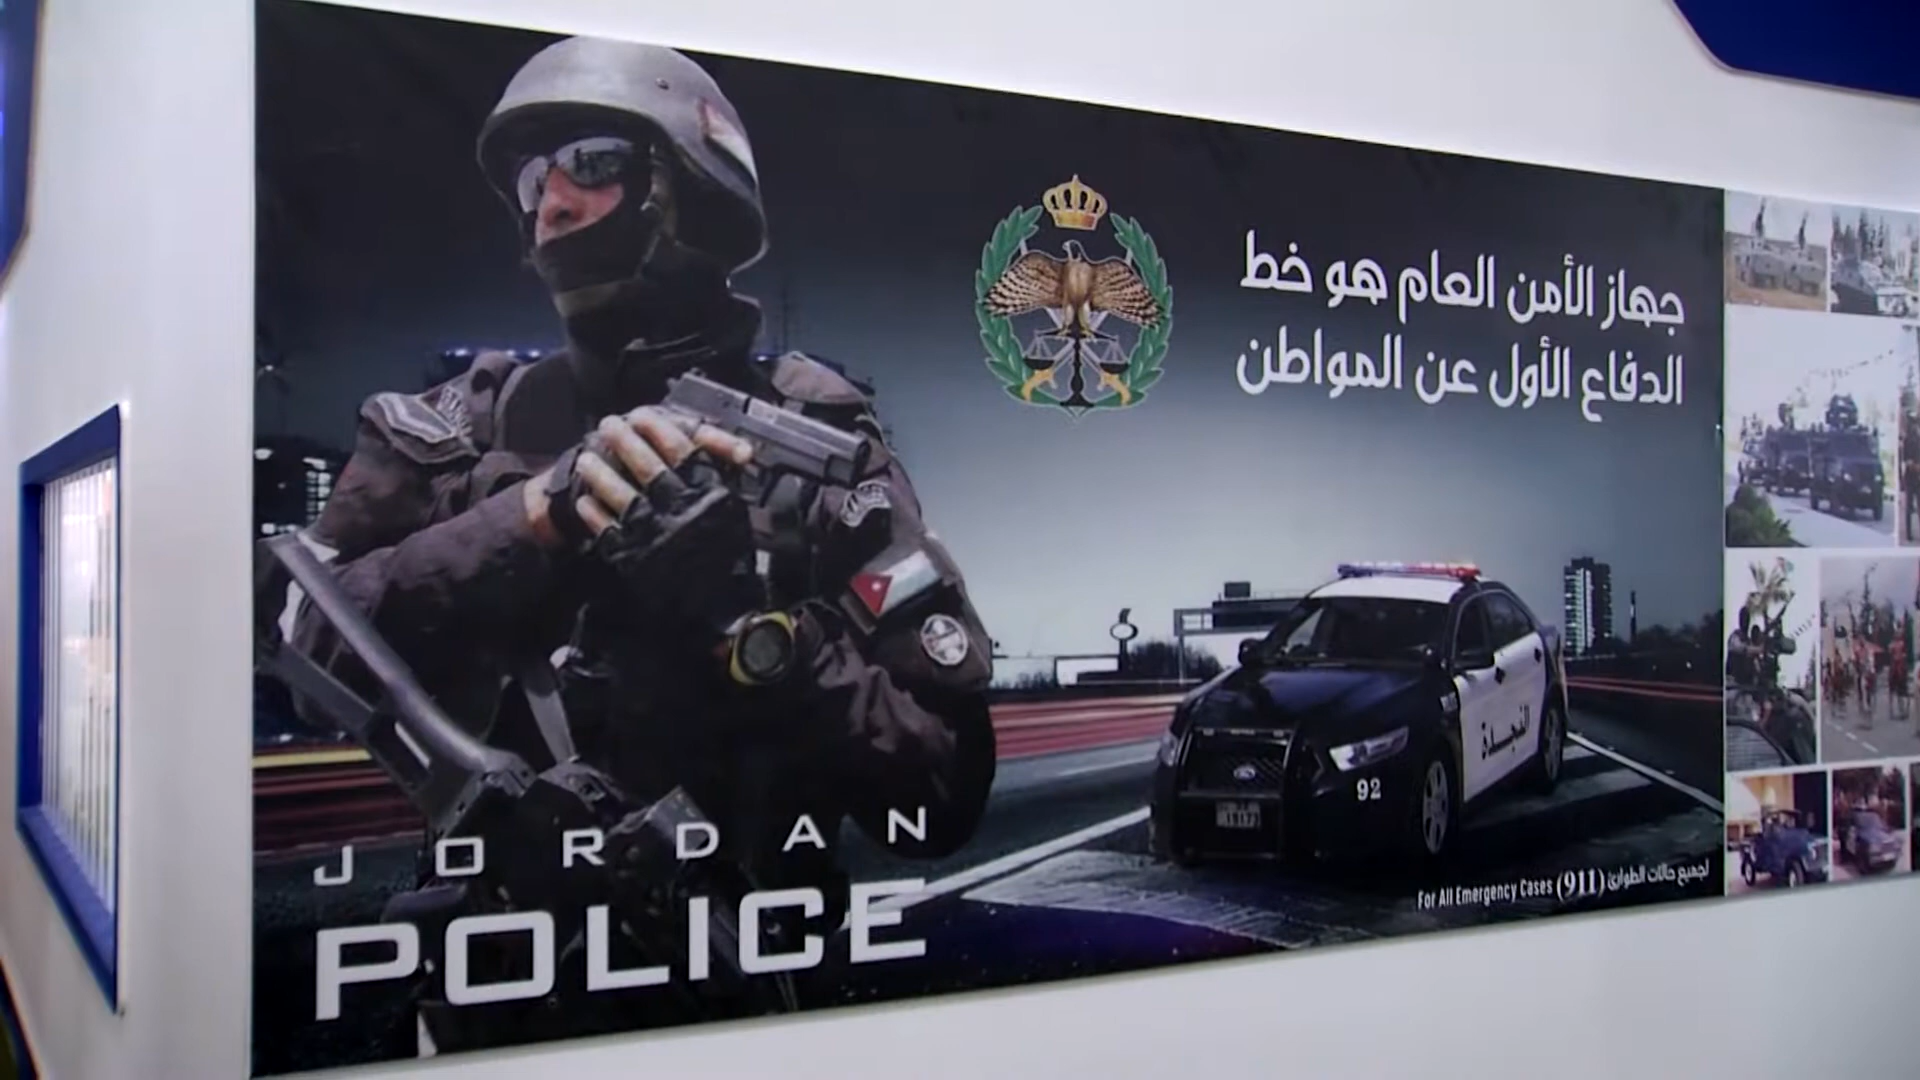 جهاز الأمن العام هو خط
الدفاع الأول عن المواطن
النجدة
92
JORDAN
POLICE
For All Emergency Cases (911) لجميع حالات الطوارئ